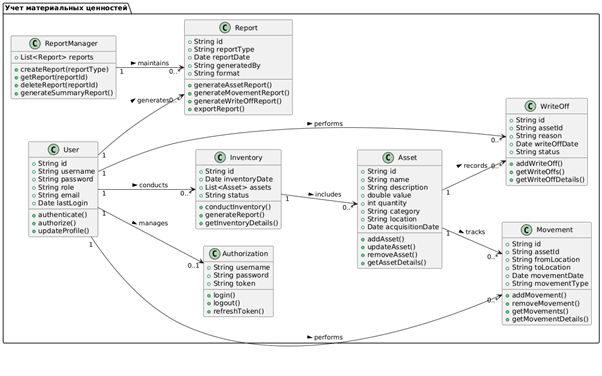 Учет материальных ценностей
C ReportManager
List<Report> reports
createReport(reportType)
getReport(reportId)
deleteReport(reportId)
generateSummaryReport()
1
maintains
0..*
C Report
String id
String reportType
Date reportDate
String generatedBy
String format
generateAssetReport()
generateMovementReport()
generateWriteOffReport()
exportReport()
generates
0..*
C User
String id
String username
String password
String role
String email
Date lastLogin
authenticate()
authorize()
updateProfile()
1
1
1
1
1
performs
0..*
conducts
0..*
manages
0..1
C Inventory
String id
Date inventoryDate
List<Asset> assets
String status
conductInventory()
generateReport()
getInventoryDetails()
1
includes
0..*
C Authorization
String username
String password
String token
login()
logout()
refreshToken()
C Asset
String id
String name
String description
double value
int quantity
String category
String location
Date acquisitionDate
addAsset()
updateAsset()
removeAsset()
getAssetDetails()
1
records
0..*
1
tracks
0..*
C WriteOff
String id
String assetId
String reason
Date writeOffDate
String status
addWriteOff()
getWriteOffs()
getWriteOffDetails()
C Movement
String id
String assetId
String fromLocation
String toLocation
Date movementDate
String movementType
addMovement()
removeMovement()
getMovements()
getMovementDetails()
performs
0..*